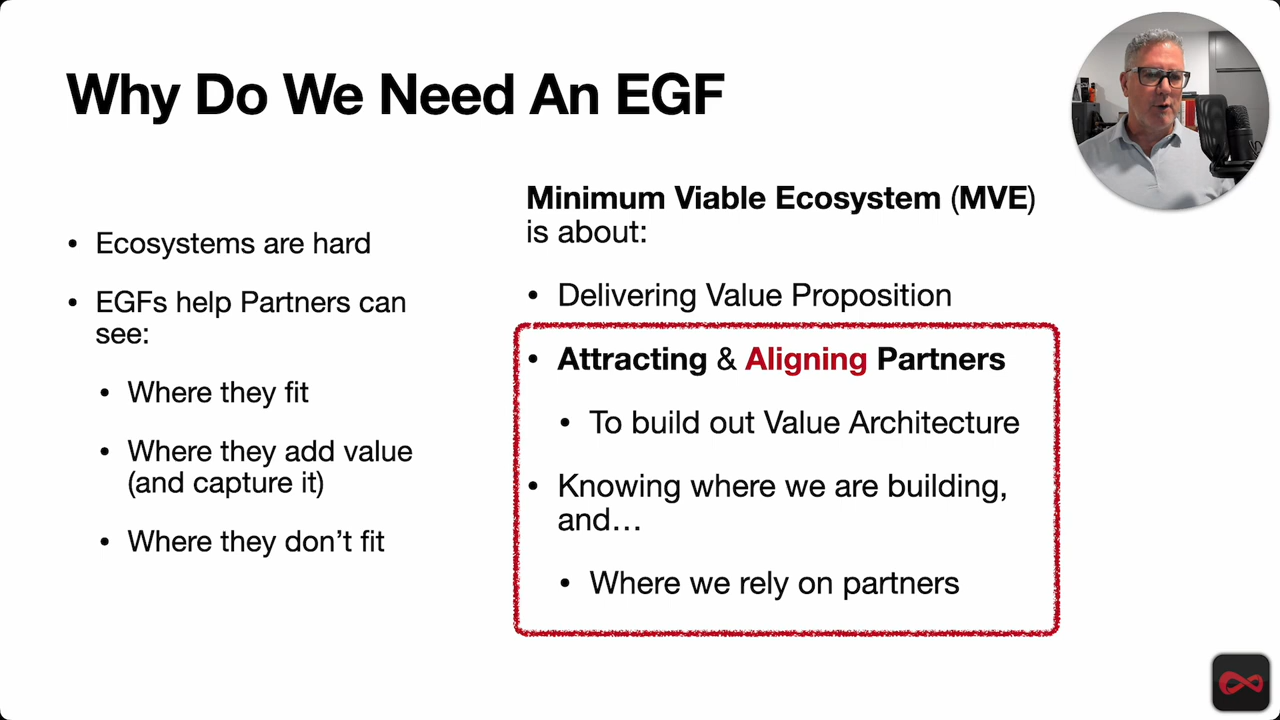 Why Do We Need An EGF
• Ecosystems are hard
• EGFs help Partners can
see:
• Where they fit
• Where they add value
(and capture it)
• Where they don’t fit
Minimum Viable Ecosystem (MVE)
is about:
• Delivering Value Proposition
• Attracting & Aligning Partners
• To build out Value Architecture
• Knowing where we are building,
and…
• Where we rely on partners